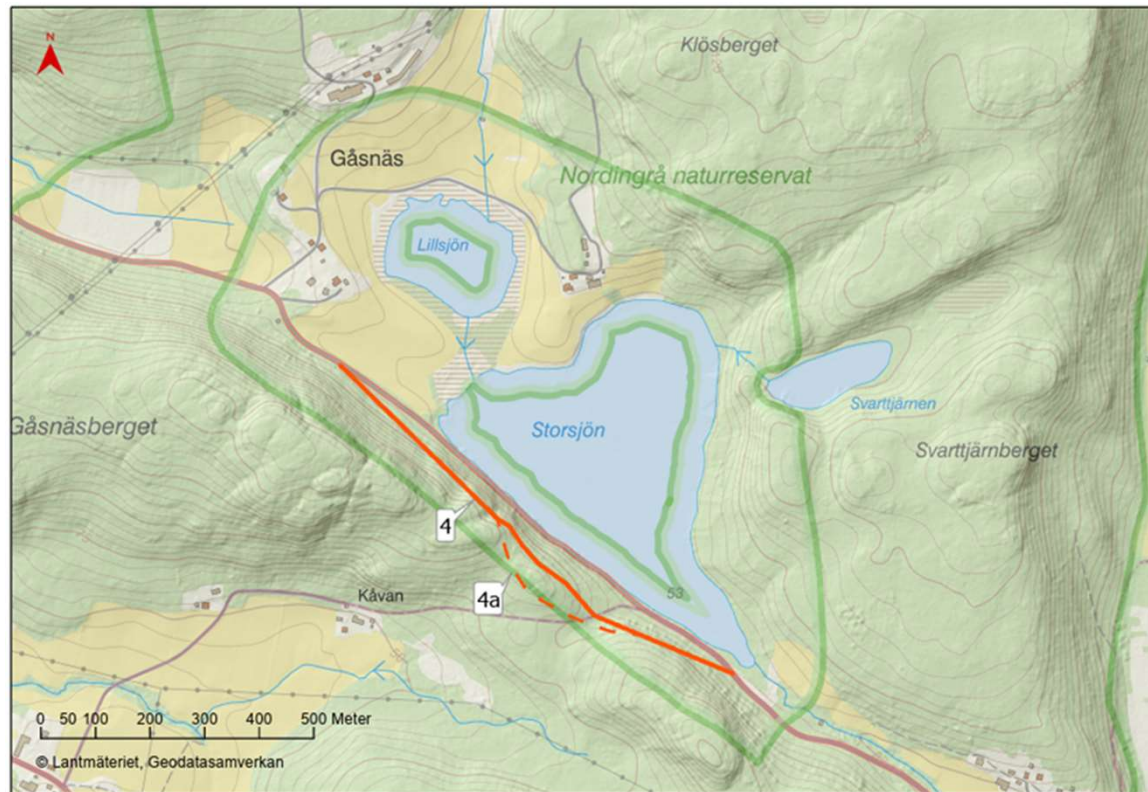 N
Klösberget
Gåsnäs
Nordingrå naturreservat
Lillsjön
Svarttjärnen
Gåsnäsberget
Storsjön
Svarttjärnberget
4
4a
Kåvan
53
0 50 100 200 300 400 500 Meter
© Lantmäteriet, Geodatasamverkan